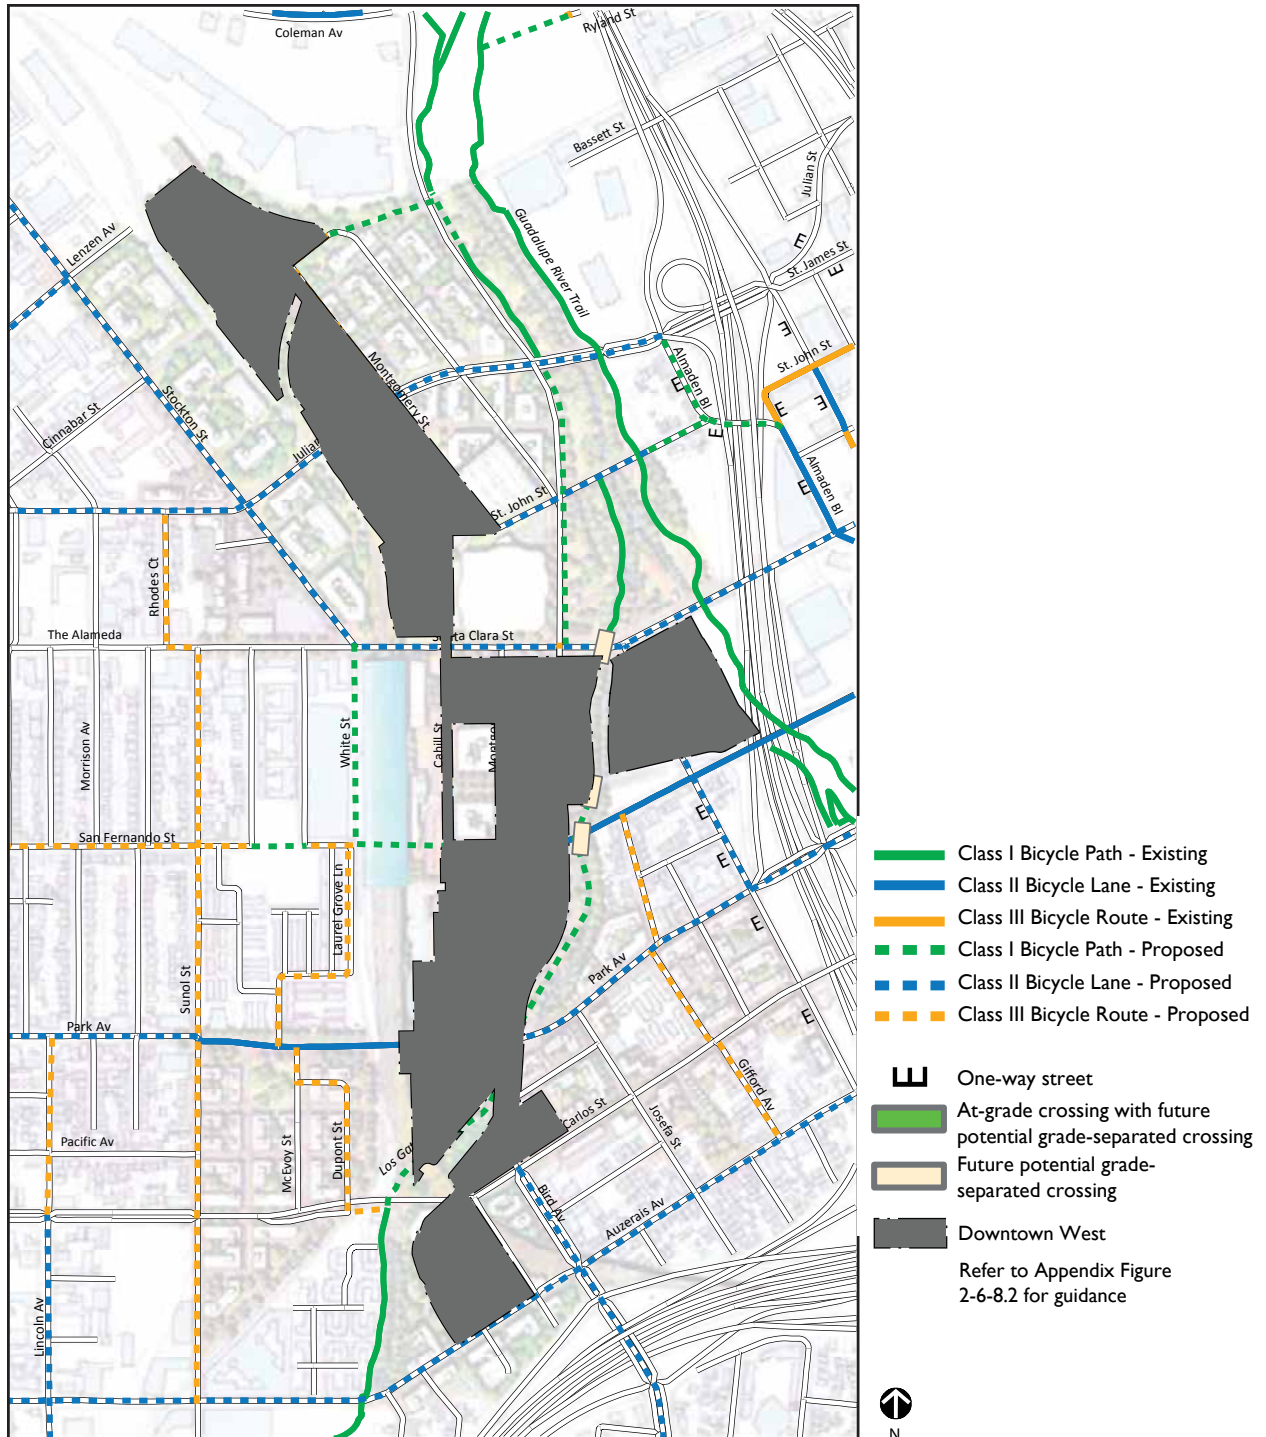 Coleman Av
Ryland St
Bassett St
Julian St
Lenzen Av
Guadalupe River Trail
St. James St
E
E
E
St. John St
Almaden Bl
E
Montgomery St
Stockton St
E
E
Cinnabar St
E
Julian
Almaden Bl
E
St. John St
Rhodes Ct
The Alameda
Santa Clara St
Morrison Av
White St
Cahill St
San Fernando St
E
E
Laurel Grove Ln
E
Sunol St
Park Av
Park Av
E
Gifford Av
Pacific Av
McEvoy St
Dupont St
Los Gat
Carlos St
Josefa St
Bird Av
Auzerais Av
Lincoln Av
Class I Bicycle Path - Existing
Class II Bicycle Lane - Existing
Class III Bicycle Route - Existing
Class I Bicycle Path - Proposed
Class II Bicycle Lane - Proposed
Class III Bicycle Route - Proposed
E One-way street
At-grade crossing with future
potential grade-separated crossing
Future potential grade-
separated crossing
Downtown West
Refer to Appendix Figure
2-6-8.2 for guidance
N